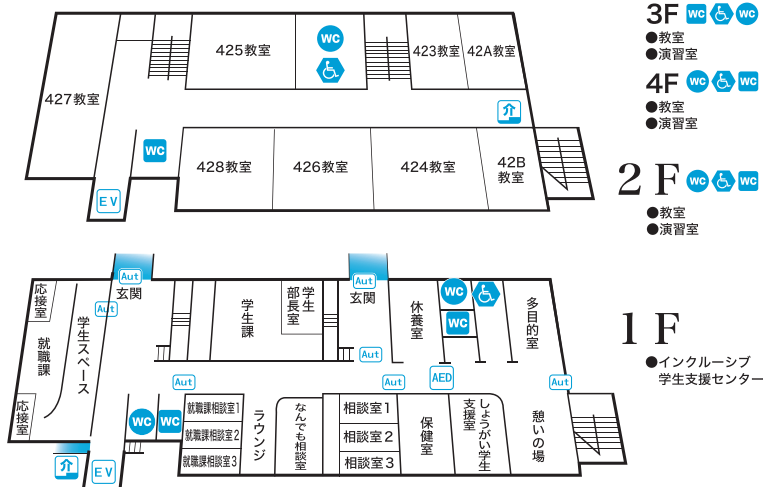 3F WC WC
●教室
●演習室
4F WC WC
●教室
●演習室
2F WC WC
●教室
●演習室
425教室
WC
423教室
42A教室
427教室
介
WC
428教室
426教室
424教室
42B
教室
EV
1F
●インクルーシブ
学生支援センター
Aut
玄関
Aut
玄関
応接室
Aut
学生スペース
就職課
応接室
学生課
学生
部長室
休養室
WC
WC
多目的室
Aut
Aut
Aut
AED
Aut
WC
WC
就職課相談室1
就職課相談室2
就職課相談室3
ラウンジ
なんでも相談室
相談室1
相談室2
相談室3
保健室
しょうがい学生
支援室
憩いの場
介
EV